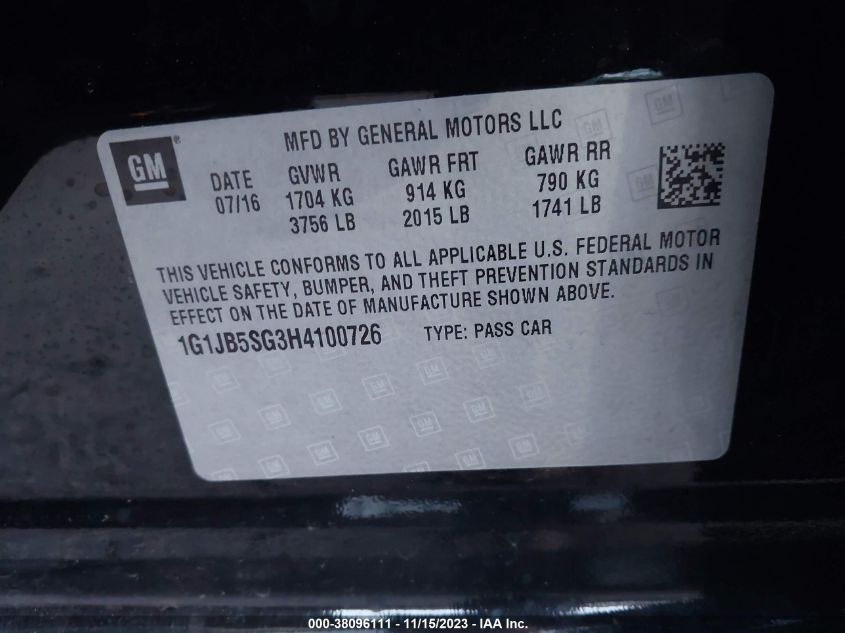 GM ®
MFD BY GENERAL MOTORS LLC
DATE GVWR GAWR FRT GAWR RR
07/16 1704 KG 914 KG 790 KG
3756 LB 2015 LB 1741 LB
THIS VEHICLE CONFORMS TO ALL APPLICABLE U.S. FEDERAL MOTOR
VEHICLE SAFETY, BUMPER, AND THEFT PREVENTION STANDARDS IN
EFFECT ON THE DATE OF MANUFACTURE SHOWN ABOVE.
1G1JB5SG3H4100726 TYPE: PASS CAR
000-38096111 - 11/15/2023 - IAA Inc.